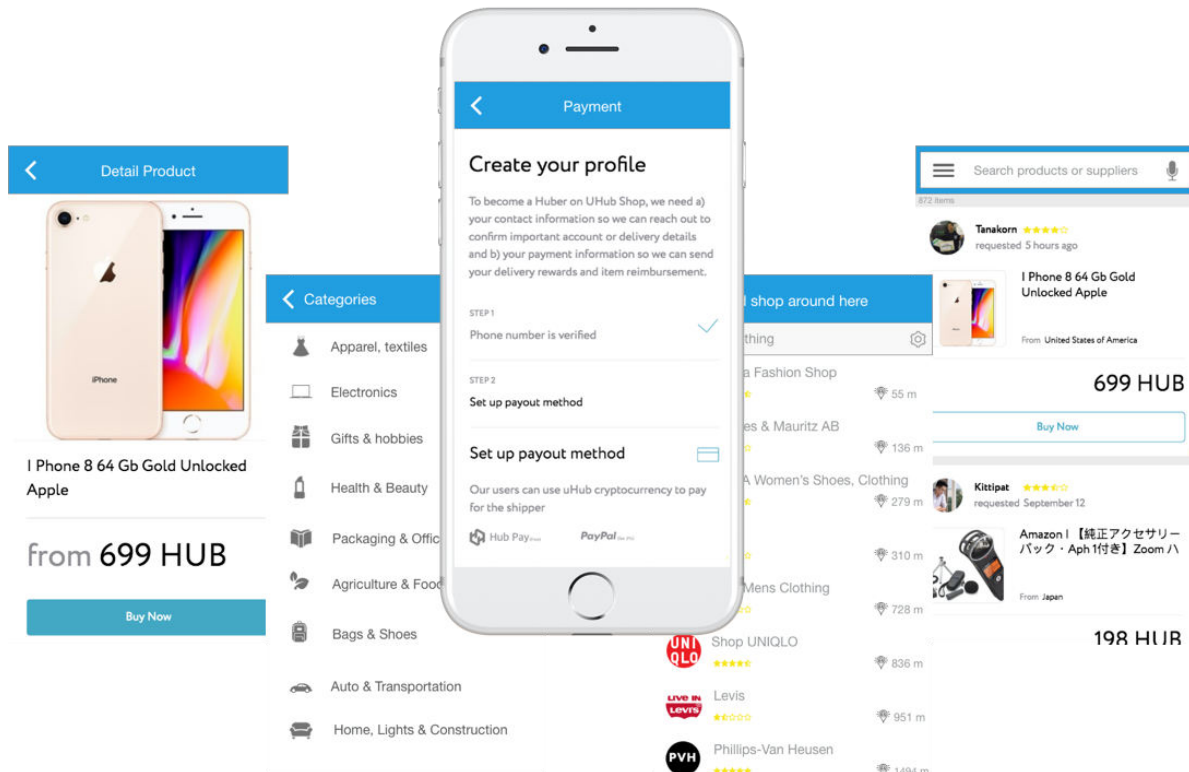 Detail Product
iPhone
I Phone 8 64 Gb Gold Unlocked
Apple
from 699 HUB
Buy Now
Categories
Apparel, textiles
Electronics
Gifts & hobbies
Health & Beauty
Packaging & Offic
Agriculture & Food
Bags & Shoes
Auto & Transportation
Home, Lights & Construction
Payment
Create your profile
To become a Huber on UHub Shop, we need a)
your contact information so we can reach out to
confirm important account or delivery details
and b) your payment information so we can send
your delivery rewards and item reimbursement.
STEP 1
Phone number is verified
STEP 2
Set up payout method
Set up payout method
Our users can use uHub cryptocurrency to pay
for the shipper
Hub Pay
PayPal
shop around here
thing
a Fashion Shop
55 m
es & Mauritz AB
136 m
A Women's Shoes, Clothing
279 m
310 m
Mens Clothing
728 m
UNI
QLO
Shop UNIQLO
836 m
LIVE IN
LEVI'S
Levis
951 m
PVH
Phillips-Van Heusen
1494 m
Search products or suppliers
872 items
Tanakorn
requested 5 hours ago
I Phone 8 64 Gb Gold
Unlocked Apple
From United States of America
699 HUB
Buy Now
Kittipat
requested September 12
Amazon | 【純正アクセサリー
パック・Aph 1付き】Zoom ハ
From Japan
198 HUB